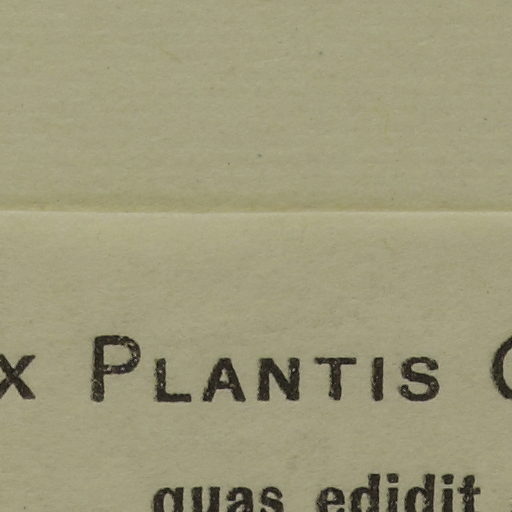 x Plantis
quas edidit